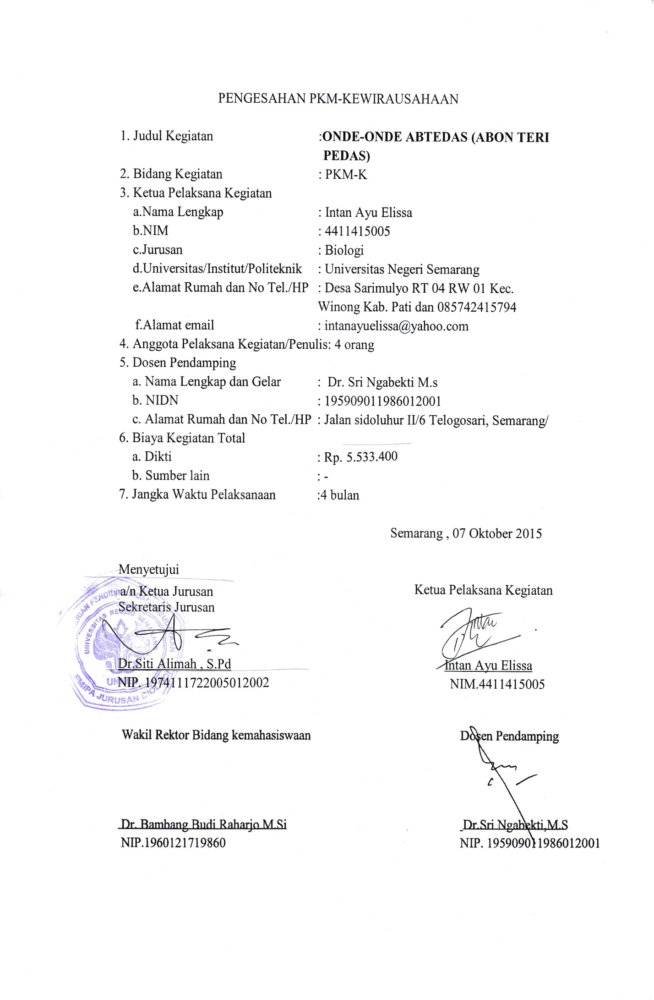 PENGESAHAN PKM-KEWIRAUSAHAAN
1. Judul Kegiatan :ONDE-ONDE ABTEDAS (ABON TERI
PEDAS)
2. Bidang Kegiatan : PKM-K
3. Ketua Pelaksana Kegiatan
a.Nama Lengkap : Intan Ayu Elissa
b.NIM : 4411415005
c.Jurusan : Biologi
d.Universitas/Institut/Politeknik : Universitas Negeri Semarang
e.Alamat Rumah dan No Tel./HP : Desa Sarimulyo RT 04 RW 01 Kec.
Winong Kab. Pati dan 085742415794
f.Alamat email : intanayuelissa@yahoo.com
4. Anggota Pelaksana Kegiatan/Penulis: 4 orang
5. Dosen Pendamping
a. Nama Lengkap dan Gelar : Dr. Sri Ngabekti M.s
b. NIDN : 195909011986012001
c. Alamat Rumah dan No Tel./HP : Jalan sidoluhur II/6 Telogosari, Semarang/
6. Biaya Kegiatan Total
a. Dikti : Rp. 5.533.400
b. Sumber lain : -
7. Jangka Waktu Pelaksanaan :4 bulan
Semarang , 07 Oktober 2015
Menyetujui
a/n Ketua Jurusan Ketua Pelaksana Kegiatan
Sekretaris Jurusan
UNIVERSITAS NEGERI SEMARANG
FMIPA JURUSAN
Intan
Dr.Siti Alimah , S.Pd Intan Ayu Elissa
NIP. 1974111722005012002 NIM.4411415005
Wakil Rektor Bidang kemahasiswaan Dosen Pendamping
Dr. Bambang Budi Raharjo M.Si Dr.Sri Ngabekti,M.S
NIP.1960121719860 NIP. 195909011986012001